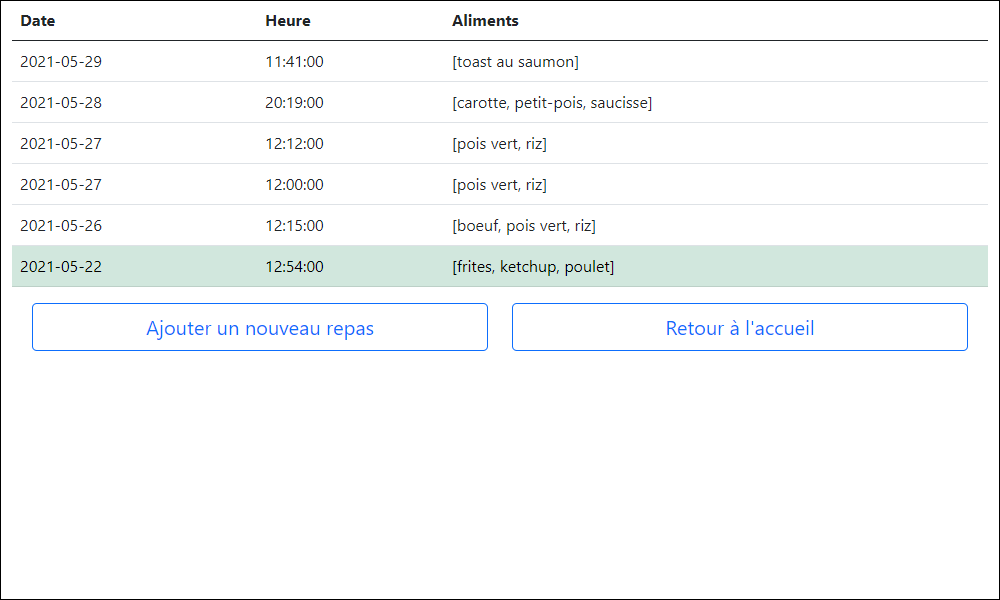 Date Heure Aliments
2021-05-29 11:41:00 [toast au saumon]
2021-05-28 20:19:00 [carotte, petit-pois, saucisse]
2021-05-27 12:12:00 [pois vert, riz]
2021-05-27 12:00:00 [pois vert, riz]
2021-05-26 12:15:00 [boeuf, pois vert, riz]
2021-05-22 12:54:00 [frites, ketchup, poulet]
Ajouter un nouveau repas Retour à l'accueil